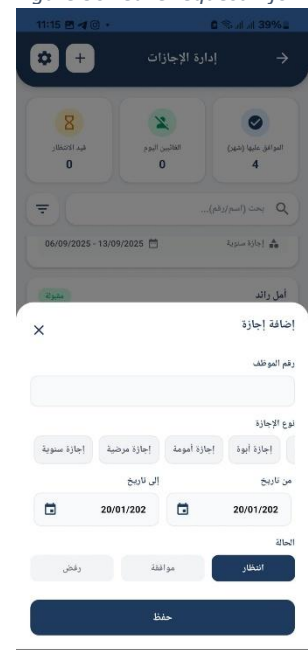 11:15 39%
إدارة الإجازات
الموافق عليها (شهر) الغائبين اليوم قيد الانتظار
4 0 0
بحث (اسم/رقم)...
إجازة سنوية 06/09/2025 - 13/09/2025
أمل رائد مقبولة
إضافة إجازة
رقم الموظف
نوع الإجازة
إجازة أبوة إجازة أمومة إجازة مرضية إجازة سنوية
من تاريخ إلى تاريخ
20/01/202 20/01/202
الحالة
انتظار موافقة رفض
حفظ